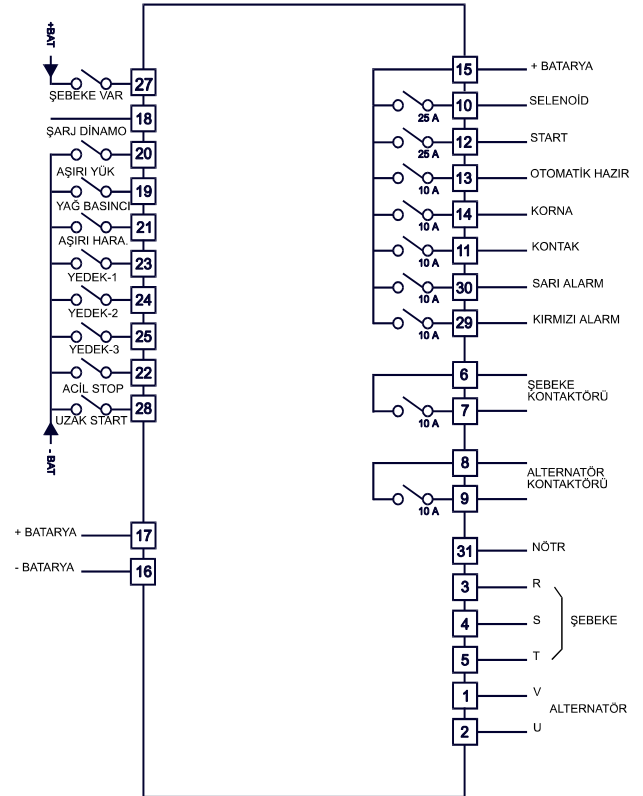 +BAT
27
ŞEBEKE VAR
18
ŞARJ DİNAMO
20
AŞIRI YÜK
19
YAĞ BASINCI
21
AŞIRI HARA.
23
YEDEK-1
24
YEDEK-2
25
YEDEK-3
22
ACİL STOP
28
UZAK START
- BAT
+ BATARYA 17
- BATARYA 16
15 + BATARYA
10 SELENOİD
25 A
12 START
25 A
13 OTOMATİK HAZIR
10 A
14 KORNA
10 A
11 KONTAK
10 A
30 SARI ALARM
10 A
29 KIRMIZI ALARM
10 A
6
ŞEBEKE
KONTAKTÖRÜ
7
10 A
8
ALTERNATÖR
KONTAKTÖRÜ
9
10 A
31 NÖTR
3 R
4 S
ŞEBEKE
5 T
1 V
ALTERNATÖR
2 U